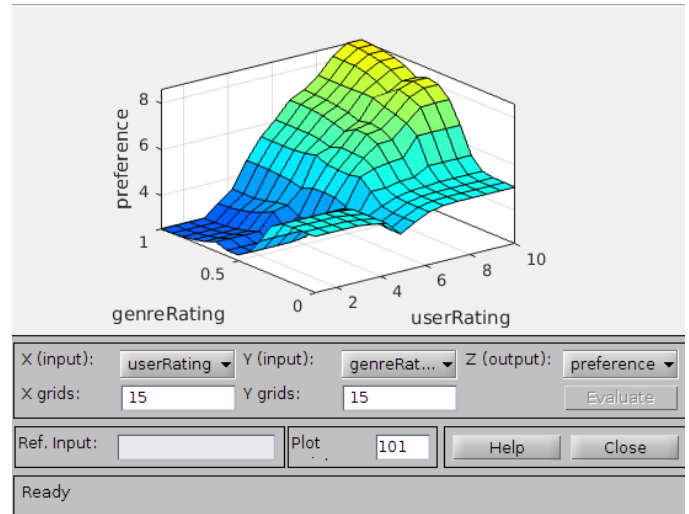 8
6
4
preference
1
0.5
0
genreRating
2
4
6
8
10
userRating
X (input): userRating Y (input): genreRat... Z (output): preference
X grids: 15 Y grids: 15 Evaluate
Ref. Input: Plot 101 Help Close
Ready